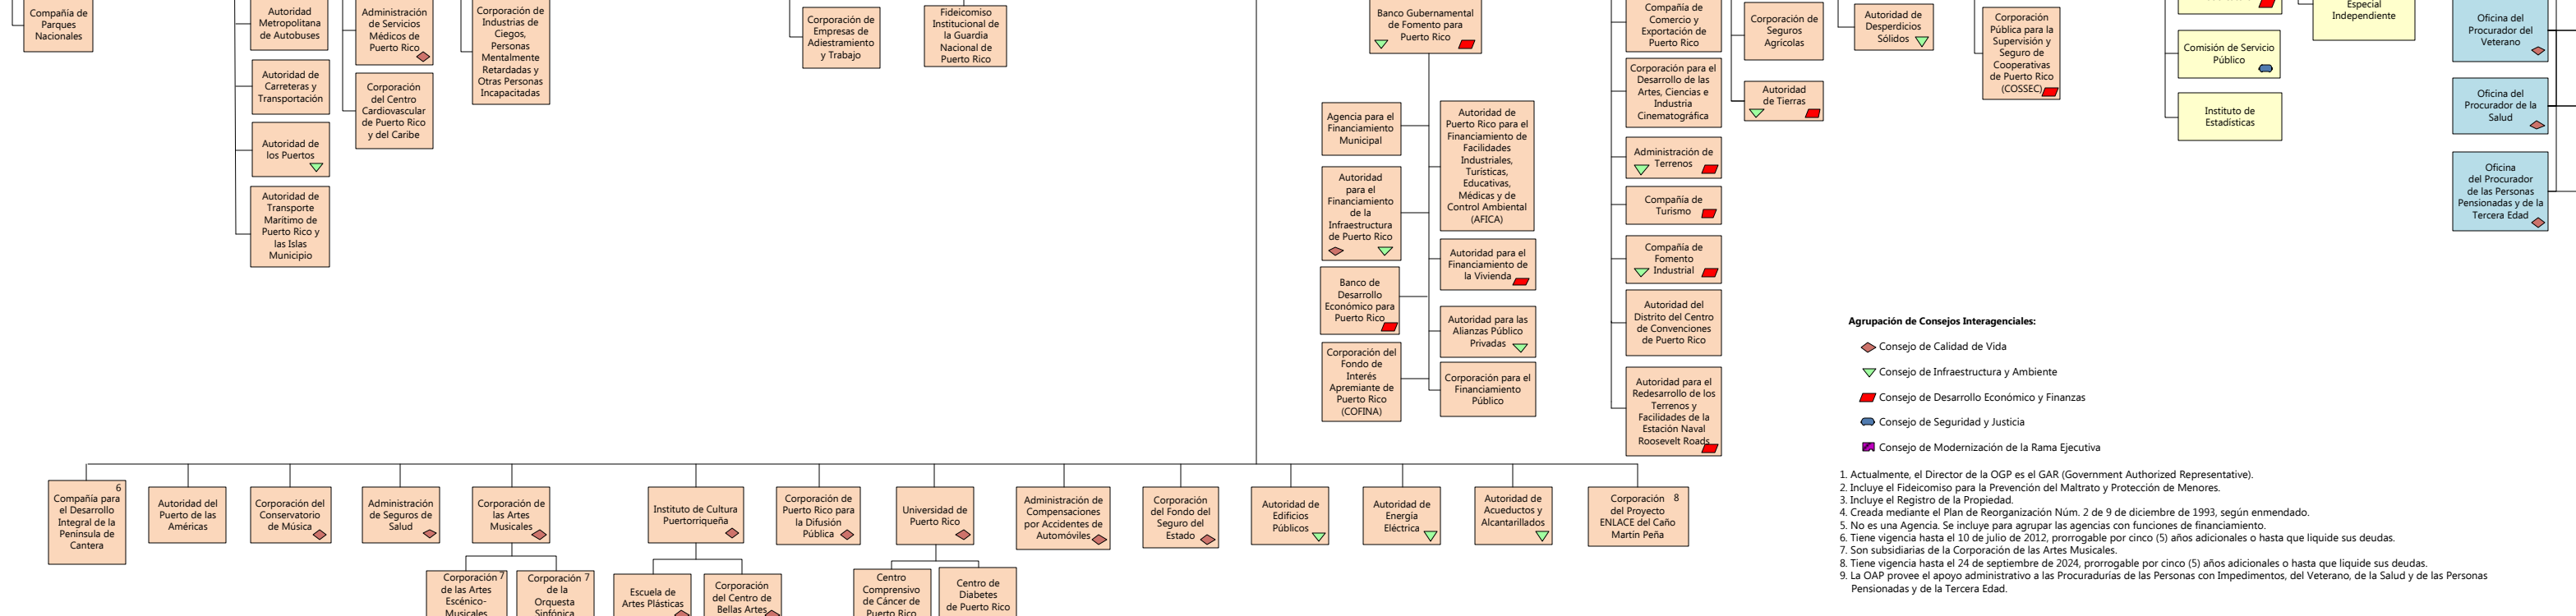 Compañía de
Parques
Nacionales
Autoridad
Metropolitana
de Autobuses
Autoridad de
Carreteras y
Transportación
Autoridad de
los Puertos
Autoridad de
Transporte
Marítimo de
Puerto Rico y
las Islas
Municipio
Administración
de Servicios
Médicos de
Puerto Rico
Corporación
del Centro
Cardiovascular
de Puerto Rico
y del Caribe
Corporación de
Industrias de
Ciegos,
Personas
Mentalmente
Retardadas y
Otras Personas
Incapacitadas
Corporación de
Empresas de
Adiestramiento
y Trabajo
Fideicomiso
Institucional de
la Guardia
Nacional de
Puerto Rico
Banco Gubernamental
de Fomento para
Puerto Rico
Agencia para el
Financiamiento
Municipal
Autoridad
para el
Financiamiento
de la
Infraestructura
de Puerto Rico
Banco de
Desarrollo
Económico para
Puerto Rico
Corporación del
Fondo de
Interés
Apremiante de
Puerto Rico
(COFINA)
Autoridad de
Puerto Rico para el
Financiamiento de
Facilidades
Industriales,
Turísticas,
Educativas,
Médicas y de
Control Ambiental
(AFICA)
Autoridad para el
Financiamiento de
la Vivienda
Autoridad para las
Alianzas Público
Privadas
Corporación para el
Financiamiento
Público
Compañía de
Comercio y
Exportación de
Puerto Rico
Corporación para el
Desarrollo de las
Artes, Ciencias e
Industria
Cinematográfica
Administración de
Terrenos
Compañía de
Turismo
Compañía de
Fomento
Industrial
Autoridad del
Distrito del Centro
de Convenciones
de Puerto Rico
Autoridad para el
Redesarrollo de los
Terrenos y
Facilidades de la
Estación Naval
Roosevelt Roads
Corporación de
Seguros
Agrícolas
Autoridad
de Tierras
Autoridad de
Desperdicios
Sólidos
Corporación
Pública para la
Supervisión y
Seguro de
Cooperativas
de Puerto Rico
(COSSEC)
Comisión de Servicio
Público
Instituto de
Estadísticas
Especial
Independiente
Oficina del
Procurador del
Veterano
Oficina del
Procurador de la
Salud
Oficina
del Procurador
de las Personas
Pensionadas y de la
Tercera Edad
Agrupación de Consejos Interagenciales:
Consejo de Calidad de Vida
Consejo de Infraestructura y Ambiente
Consejo de Desarrollo Económico y Finanzas
Consejo de Seguridad y Justicia
Consejo de Modernización de la Rama Ejecutiva
1. Actualmente, el Director de la OGP es el GAR (Government Authorized Representative).
2. Incluye el Fideicomiso para la Prevención del Maltrato y Protección de Menores.
3. Incluye el Registro de la Propiedad.
4. Creada mediante el Plan de Reorganización Núm. 2 de 9 de diciembre de 1993, según enmendado.
5. No es una Agencia. Se incluye para agrupar las agencias con funciones de financiamiento.
6. Tiene vigencia hasta el 10 de julio de 2012, prorrogable por cinco (5) años adicionales o hasta que liquide sus deudas.
7. Son subsidiarias de la Corporación de las Artes Musicales.
8. Tiene vigencia hasta el 24 de septiembre de 2024, prorrogable por cinco (5) años adicionales o hasta que liquide sus deudas.
9. La OAP provee el apoyo administrativo a las Procuradurías de las Personas con Impedimentos, del Veterano, de la Salud y de las Personas
Pensionadas y de la Tercera Edad.
6
Compañía para
el Desarrollo
Integral de la
Península de
Cantera
Autoridad del
Puerto de las
Américas
Corporación del
Conservatorio
de Música
Administración
de Seguros de
Salud
Corporación de
las Artes
Musicales
Instituto de Cultura
Puertorriqueña
Corporación de
Puerto Rico para
la Difusión
Pública
Universidad de
Puerto Rico
Administración de
Compensaciones
por Accidentes de
Automóviles
Corporación
del Fondo del
Seguro del
Estado
Autoridad de
Edificios
Públicos
Autoridad de
Energía
Eléctrica
Autoridad de
Acueductos y
Alcantarillados
Corporación 8
del Proyecto
ENLACE del Caño
Martín Peña
Corporación 7
de las Artes
Escénico-
Musicales
Corporación 7
de la
Orquesta
Sinfónica
Escuela de
Artes Plásticas
Corporación
del Centro de
Bellas Artes
Centro
Comprensivo
de Cáncer de
Puerto Rico
Centro de
Diabetes
de Puerto Rico